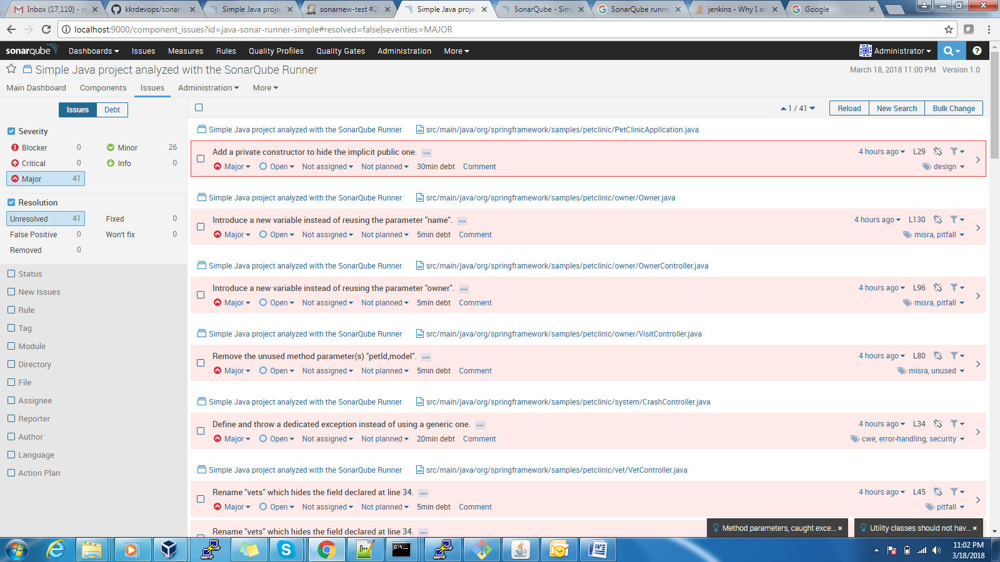 Inbox (17,110) - r
kkrdevops/sonar-
Simple Java proje
sonarnew-test #2
Simple Java proje
SonarQube - Simp
SonarQube runne
jenkins - Why I an
Google
localhost:9000/component_issues?id=java-sonar-runner-simple#resolved=false|severities=MAJOR
sonarqube Dashboards Issues Measures Rules Quality Profiles Quality Gates Administration More Administrator
Simple Java project analyzed with the SonarQube Runner March 18, 2018 11:00 PM Version 1.0
Main Dashboard Components Issues Administration More
Issues Debt
1 / 41 Reload New Search Bulk Change
Severity
Blocker 0 Minor 26
Critical 0 Info 0
Major 41
Resolution
Unresolved 41 Fixed 0
False Positive 0 Won't fix 0
Removed 0
Status
New Issues
Rule
Tag
Module
Directory
File
Assignee
Reporter
Author
Language
Action Plan
Simple Java project analyzed with the SonarQube Runner src/main/java/org/springframework/samples/petclinic/PetClinicApplication.java
Add a private constructor to hide the implicit public one. 4 hours ago L29
Major Open Not assigned Not planned 30min debt Comment design
Simple Java project analyzed with the SonarQube Runner src/main/java/org/springframework/samples/petclinic/owner/Owner.java
Introduce a new variable instead of reusing the parameter "name". 4 hours ago L130
Major Open Not assigned Not planned 5min debt Comment misra, pitfall
Simple Java project analyzed with the SonarQube Runner src/main/java/org/springframework/samples/petclinic/owner/OwnerController.java
Introduce a new variable instead of reusing the parameter "owner". 4 hours ago L96
Major Open Not assigned Not planned 5min debt Comment misra, pitfall
Simple Java project analyzed with the SonarQube Runner src/main/java/org/springframework/samples/petclinic/owner/VisitController.java
Remove the unused method parameter(s) "petId,model". 4 hours ago L80
Major Open Not assigned Not planned 5min debt Comment misra, unused
Simple Java project analyzed with the SonarQube Runner src/main/java/org/springframework/samples/petclinic/system/CrashController.java
Define and throw a dedicated exception instead of using a generic one. 4 hours ago L34
Major Open Not assigned Not planned 20min debt Comment cwe, error-handling, security
Simple Java project analyzed with the SonarQube Runner src/main/java/org/springframework/samples/petclinic/vet/VetController.java
Rename "vets" which hides the field declared at line 34. 4 hours ago L45
Major Open Not assigned Not planned 5min debt Comment pitfall
Rename "vets" which hides the field declared at line 34.
Method parameters, caught exce... × Utility classes should not hav... ×
11:02 PM
3/18/2018